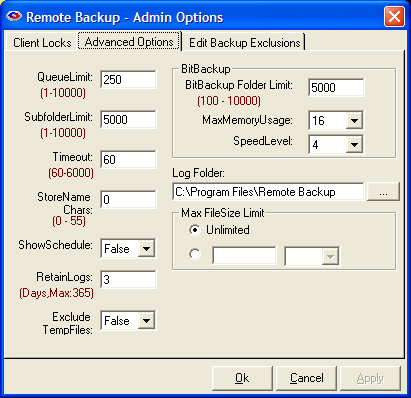 Remote Backup - Admin Options
Client Locks
Advanced Options
Edit Backup Exclusions
QueueLimit: 250
(1-10000)
SubfolderLimit: 5000
(1-10000)
Timeout: 60
(60-6000)
StoreName
Chars: 0
(0 - 55)
ShowSchedule: False
RetainLogs: 3
(Days,Max:365)
Exclude
TempFiles: False
BitBackup
BitBackup Folder Limit: 5000
(100 - 10000)
MaxMemoryUsage: 16
SpeedLevel: 4
Log Folder:
C:\Program Files\Remote Backup
...
Max FileSize Limit
Unlimited
Ok
Cancel
Apply